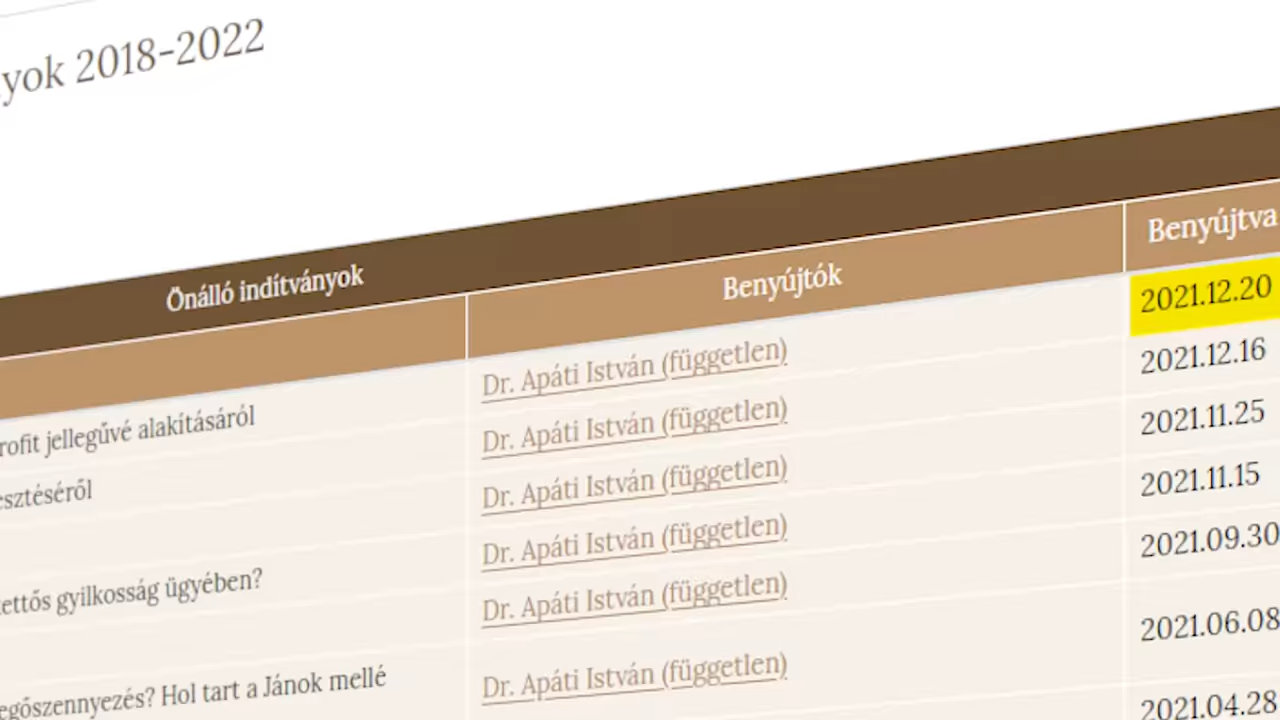 yok 2018-2022
Önálló indítványok
Benyújtók
Benyújtva
Dr. Apáti István (független)
2021.12.20
rofit jellegűvé alakításáról
Dr. Apáti István (független)
2021.12.16
esztéséről
Dr. Apáti István (független)
2021.11.25
Dr. Apáti István (független)
2021.11.15
ettős gyilkosság ügyében?
Dr. Apáti István (független)
2021.09.30
egőszennyezés? Hol tart a Jánok mellé
Dr. Apáti István (független)
2021.06.08
2021.04.28